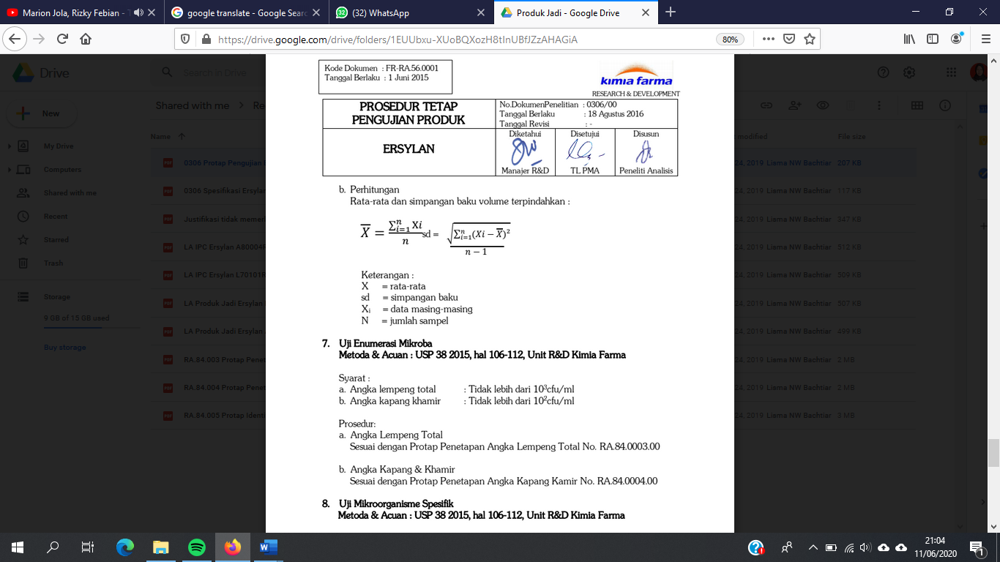 Marion Jola, Rizky Febian - T
google translate - Google Searc
(32) WhatsApp
Produk Jadi - Google Drive
https://drive.google.com/drive/folders/1EUUbxu-XUoBQXozH8tInUBfJZzAHAGiA
80%
Drive
Search in Drive
New
Shared with me > Re
Name
modified
File size
My Drive
Computers
Shared with me
Recent
Starred
Trash
Storage
9 GB of 15 GB used
Buy storage
0306 Protap Pengujian
24, 2019 Lisma NW Bachtiar 207 KB
0306 Spesifikasi Ersylan
24, 2019 Lisma NW Bachtiar 117 KB
Justifikasi tidak memer
24, 2019 Lisma NW Bachtiar 347 KB
LA IPC Ersylan A80004F
24, 2019 Lisma NW Bachtiar 512 KB
LA IPC Ersylan L70101R
24, 2019 Lisma NW Bachtiar 509 KB
LA Produk Jadi Ersylan
24, 2019 Lisma NW Bachtiar 507 KB
LA Produk Jadi Ersylan
24, 2019 Lisma NW Bachtiar 499 KB
RA.84.003 Protap Penet
24, 2019 Lisma NW Bachtiar 2 MB
RA.84.004 Protap Penet
24, 2019 Lisma NW Bachtiar 2 MB
RA.84.005 Protap Identi
24, 2019 Lisma NW Bachtiar 3 MB
Kode Dokumen : FR-RA.56.0001
Tanggal Berlaku : 1 Juni 2015
kimia farma
RESEARCH & DEVELOPMENT
PROSEDUR TETAP
PENGUJIAN PRODUK
No.DokumenPenelitian : 0306/00
Tanggal Berlaku : 18 Agustus 2016
Tanggal Revisi : -
ERSYLAN
Diketahui Disetujui Disusun
Manajer R&D TL PMA Peneliti Analisis
b. Perhitungan
Rata-rata dan simpangan baku volume terpindahkan :
X̅ = ∑ⁿᵢ₌₁ Xi / n sd = √∑ⁿᵢ₌₁(Xi − X̅)² / n − 1
Keterangan :
X = rata-rata
sd = simpangan baku
Xᵢ = data masing-masing
N = jumlah sampel
7. Uji Enumerasi Mikroba
Metoda & Acuan : USP 38 2015, hal 106-112, Unit R&D Kimia Farma
Syarat :
a. Angka lempeng total : Tidak lebih dari 10³cfu/ml
b. Angka kapang khamir : Tidak lebih dari 10²cfu/ml
Prosedur:
a. Angka Lempeng Total
Sesuai dengan Protap Penetapan Angka Lempeng Total No. RA.84.0003.00
b. Angka Kapang & Khamir
Sesuai dengan Protap Penetapan Angka Kapang Kamir No. RA.84.0004.00
8. Uji Mikroorganisme Spesifik
Metoda & Acuan : USP 38 2015, hal 106-112, Unit R&D Kimia Farma
21:04
11/06/2020
1